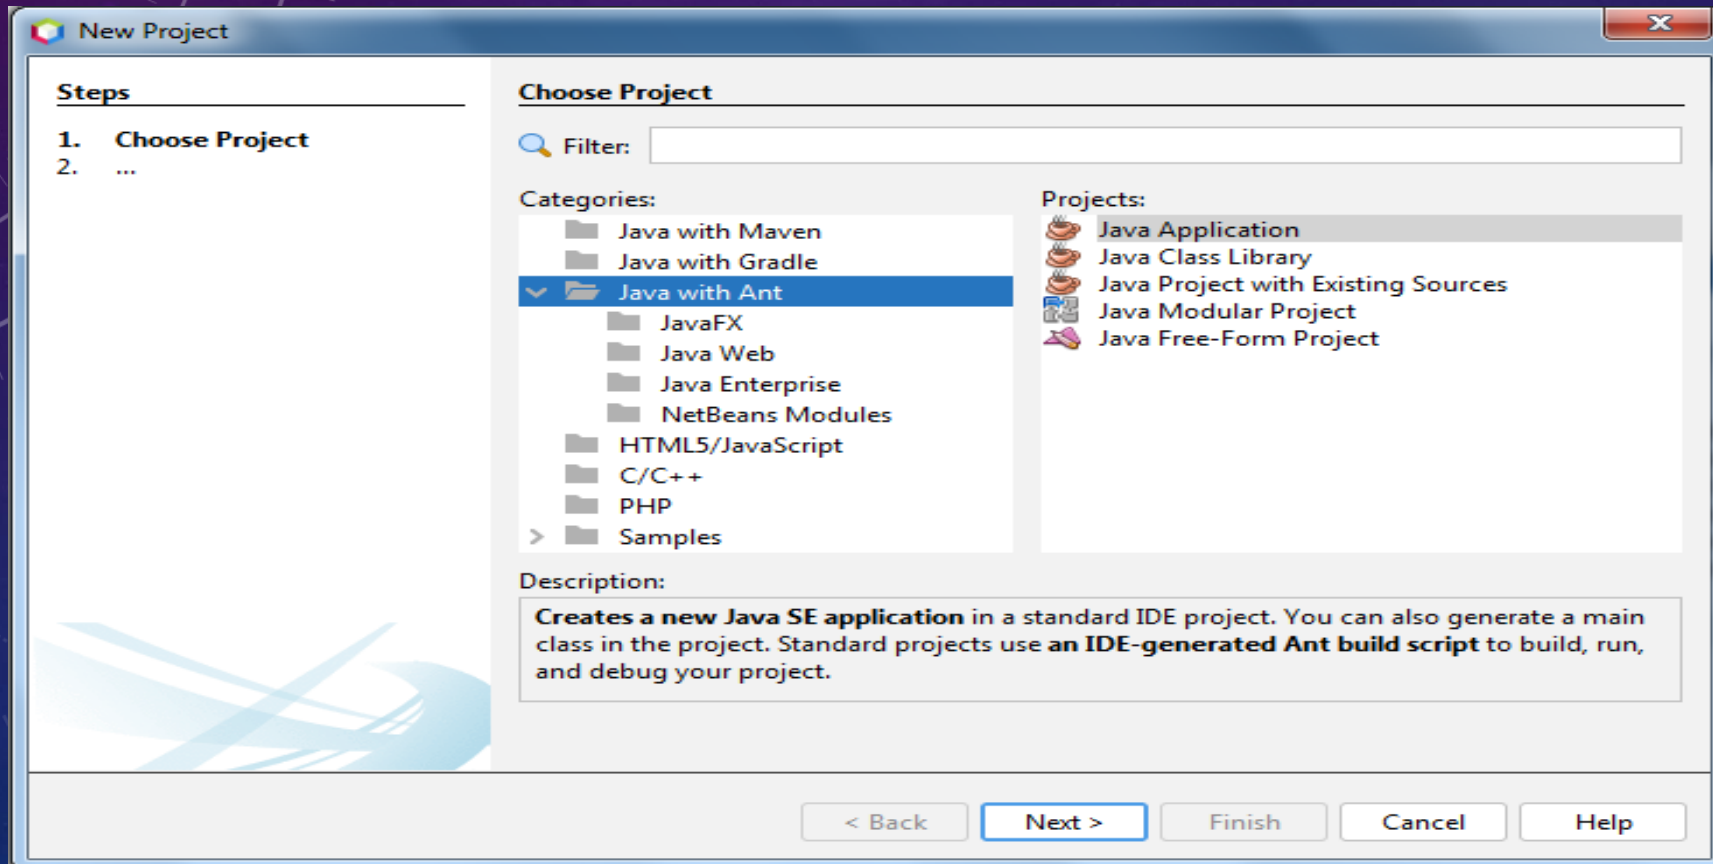 New Project
Steps
1. Choose Project
2. ...
Choose Project
Filter:
Categories:
Java with Maven
Java with Gradle
Java with Ant
JavaFX
Java Web
Java Enterprise
NetBeans Modules
HTML5/JavaScript
C/C++
PHP
Samples
Projects:
Java Application
Java Class Library
Java Project with Existing Sources
Java Modular Project
Java Free-Form Project
Description:
Creates a new Java SE application in a standard IDE project. You can also generate a main
class in the project. Standard projects use an IDE-generated Ant build script to build, run,
and debug your project.
< Back
Next >
Finish
Cancel
Help